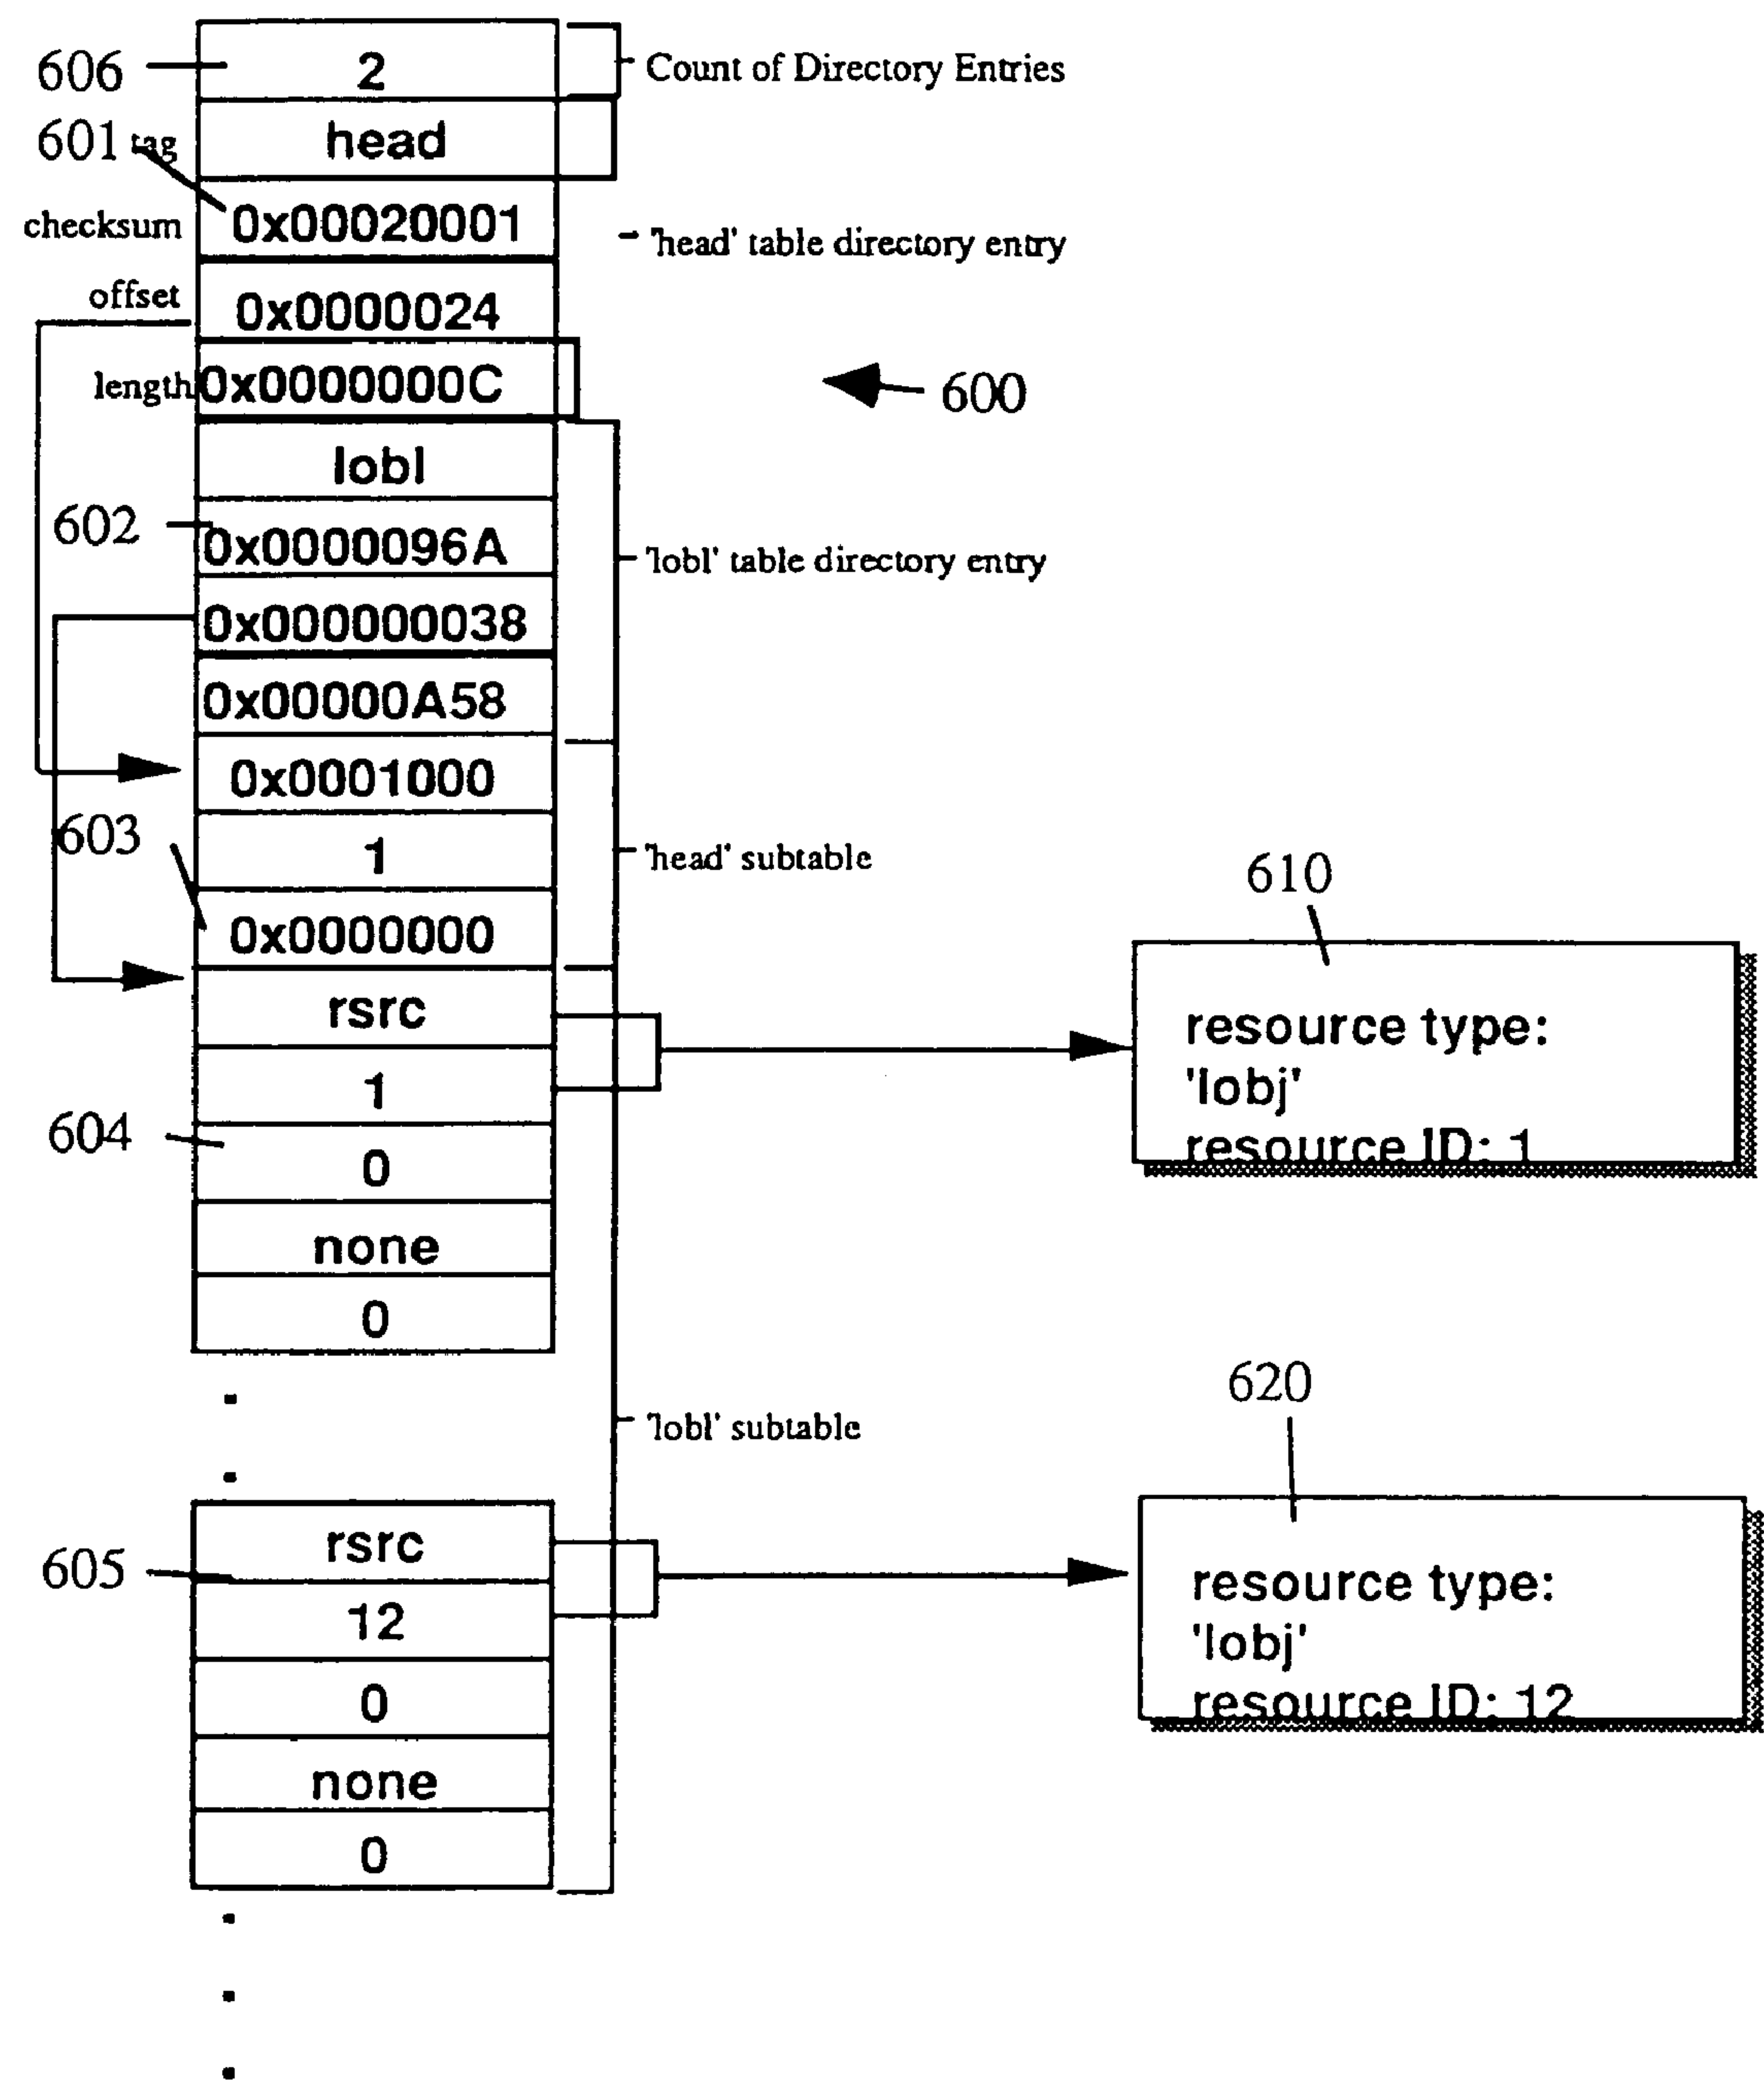 606 2 Count of Directory Entries
601 tag head
checksum 0x00020001 'head' table directory entry
offset 0x0000024
length 0x0000000C 600
lobl
602 0x0000096A 'lobl' table directory entry
0x000000038
0x00000A58
0x0001000
603 1 'head' subtable
0x0000000
610
rsrc
resource type:
1 'lobj'
604 resource ID: 1
0
none
0
620
'lobl' subtable
rsrc
605 resource type:
12 'lobj'
0 resource ID: 12
none
0